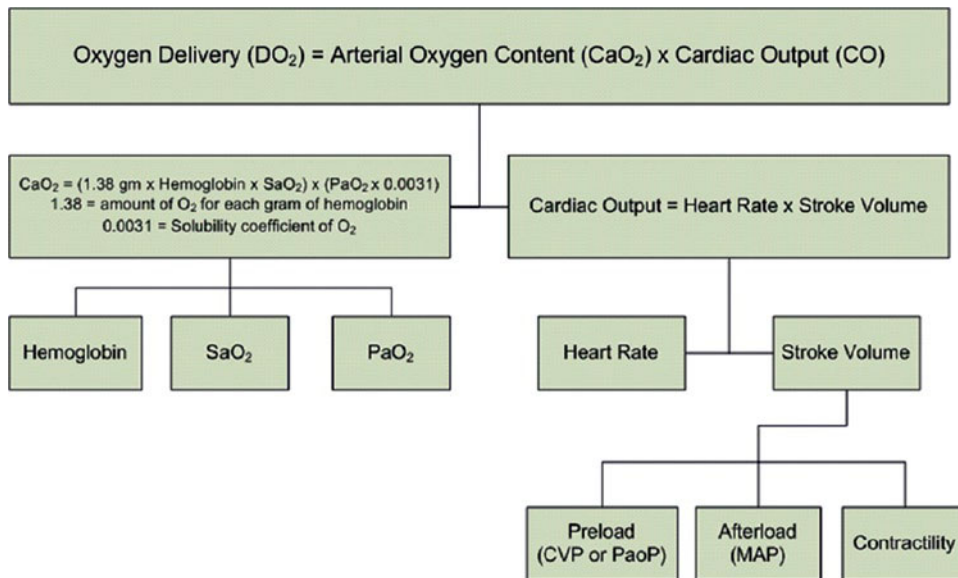 Oxygen Delivery (DO₂) = Arterial Oxygen Content (CaO₂) x Cardiac Output (CO)
CaO₂ = (1.38 gm x Hemoglobin x SaO₂) x (PaO₂ x 0.0031)
1.38 = amount of O₂ for each gram of hemoglobin
0.0031 = Solubility coefficient of O₂
Cardiac Output = Heart Rate x Stroke Volume
Hemoglobin
SaO₂
PaO₂
Heart Rate
Stroke Volume
Preload
(CVP or PaoP)
Afterload
(MAP)
Contractility